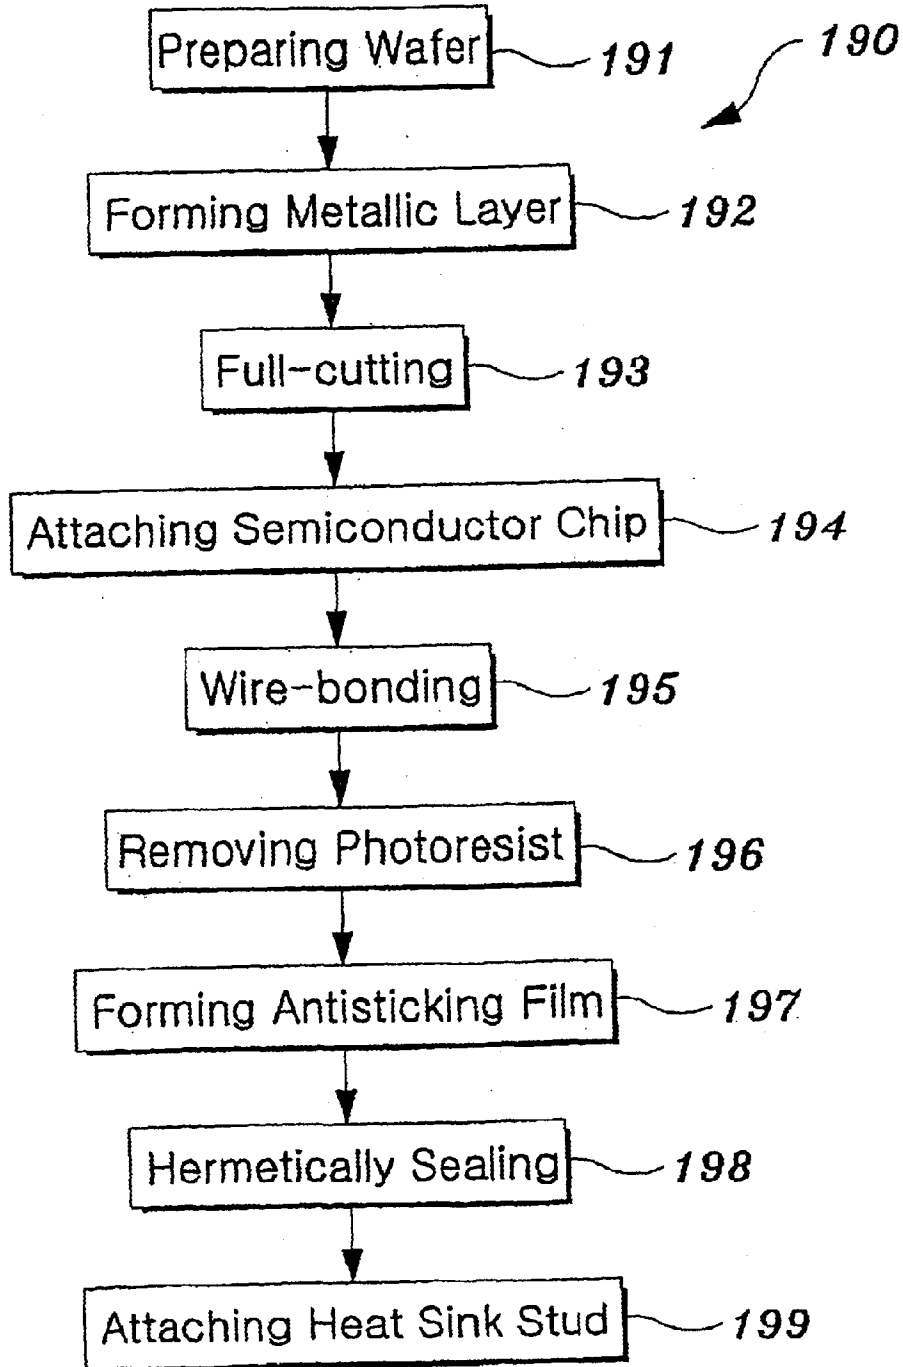 Preparing Wafer 191
190
Forming Metallic Layer 192
Full-cutting 193
Attaching Semiconductor Chip 194
Wire-bonding 195
Removing Photoresist 196
Forming Antisticking Film 197
Hermetically Sealing 198
Attaching Heat Sink Stud 199